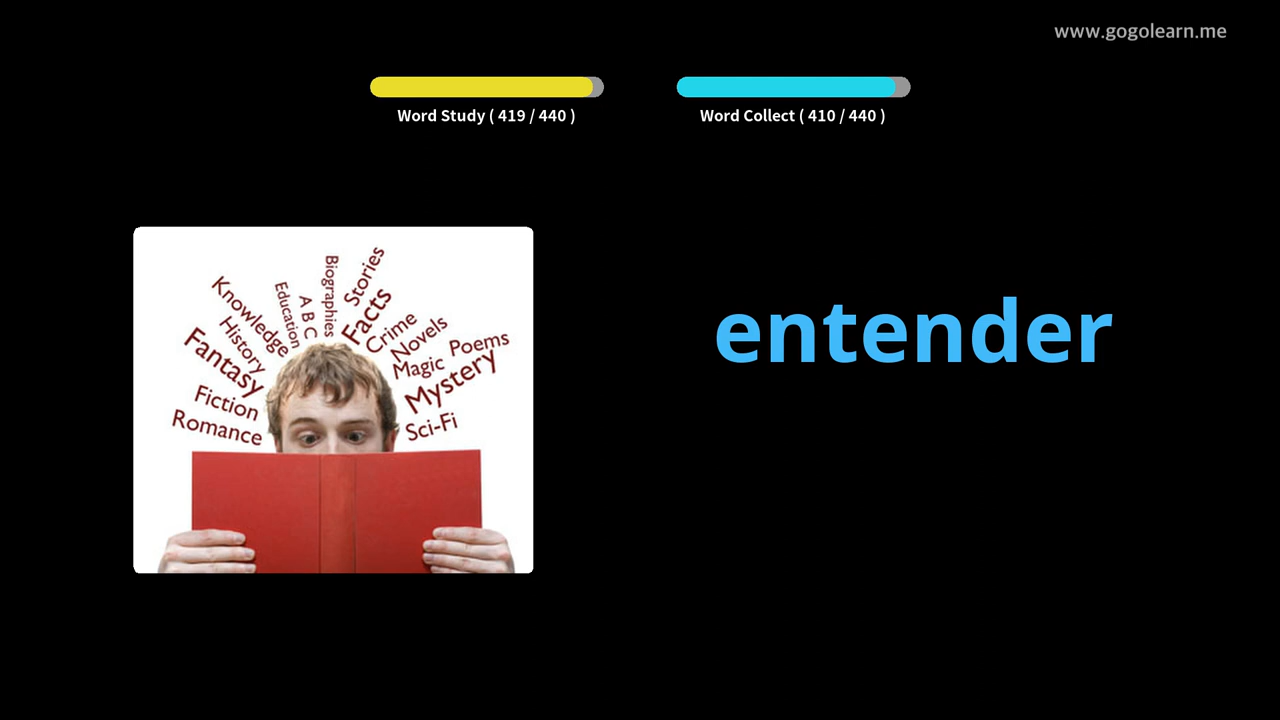 www.gogolearn.me
Word Study ( 419 / 440 )
Word Collect ( 410 / 440 )
Biographies
Stories
Education
A B C
Facts
Knowledge
Crime
History
Novels
Fantasy
Magic
Poems
Mystery
Fiction
Romance
Sci-Fi
entender